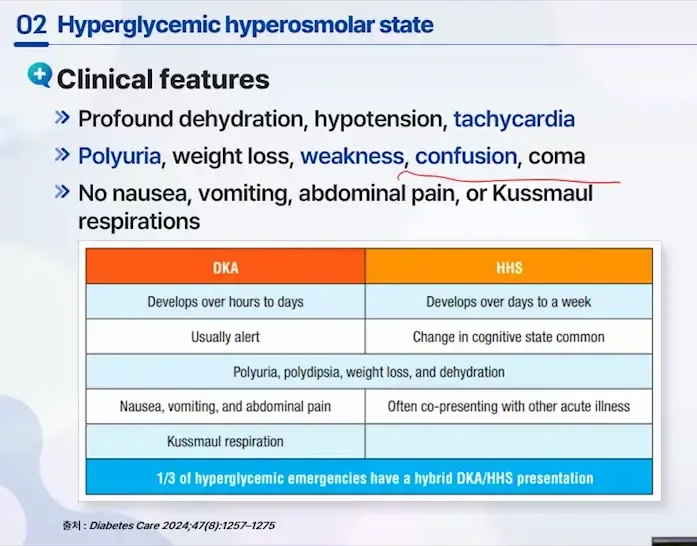 02 Hyperglycemic hyperosmolar state
Clinical features
» Profound dehydration, hypotension, tachycardia
» Polyuria, weight loss, weakness, confusion, coma
» No nausea, vomiting, abdominal pain, or Kussmaul
respirations
DKA HHS
Develops over hours to days Develops over days to a week
Usually alert Change in cognitive state common
Polyuria, polydipsia, weight loss, and dehydration
Nausea, vomiting, and abdominal pain Often co-presenting with other acute illness
Kussmaul respiration
1/3 of hyperglycemic emergencies have a hybrid DKA/HHS presentation
출처 : Diabetes Care 2024;47(8):1257–1275